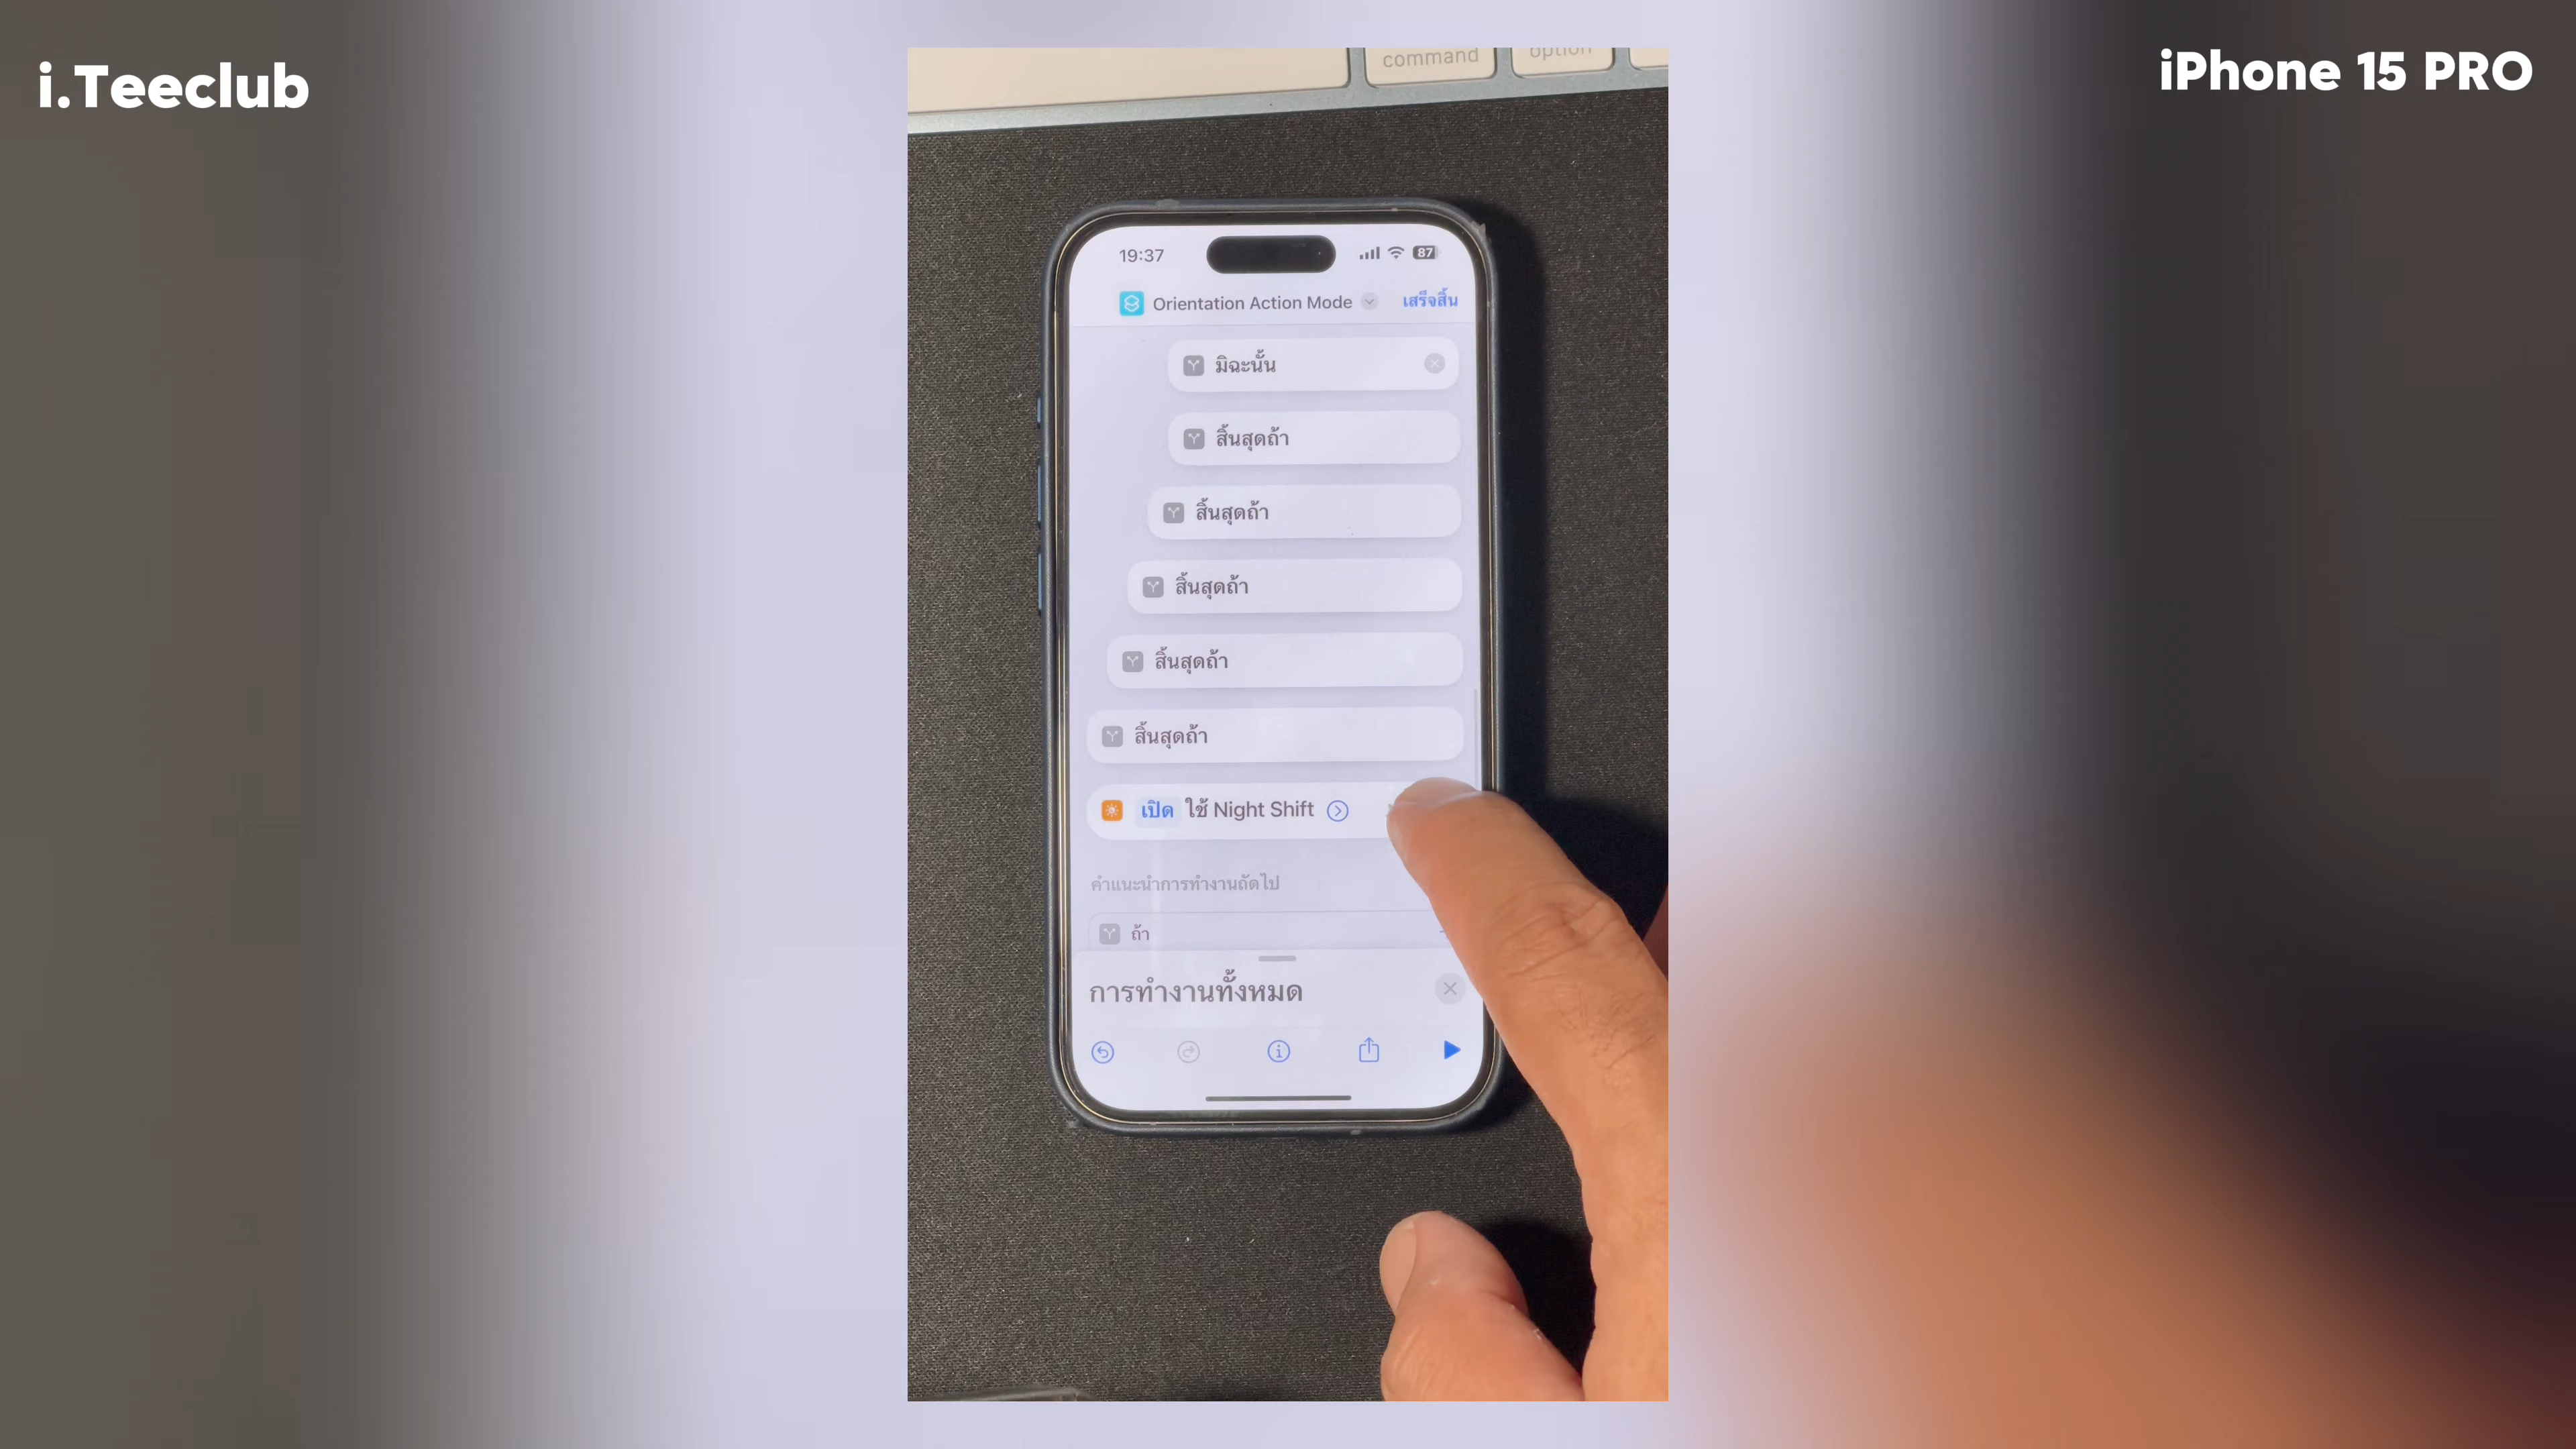 i.Teeclub
iPhone 15 PRO
command
option
19:37
87
Orientation Action Mode
เสร็จสิ้น
มิฉะนั้น
สิ้นสุดถ้า
สิ้นสุดถ้า
สิ้นสุดถ้า
สิ้นสุดถ้า
สิ้นสุดถ้า
เปิด ใช้ Night Shift
คำแนะนำการทำงานถัดไป
ถ้า
การทำงานทั้งหมด